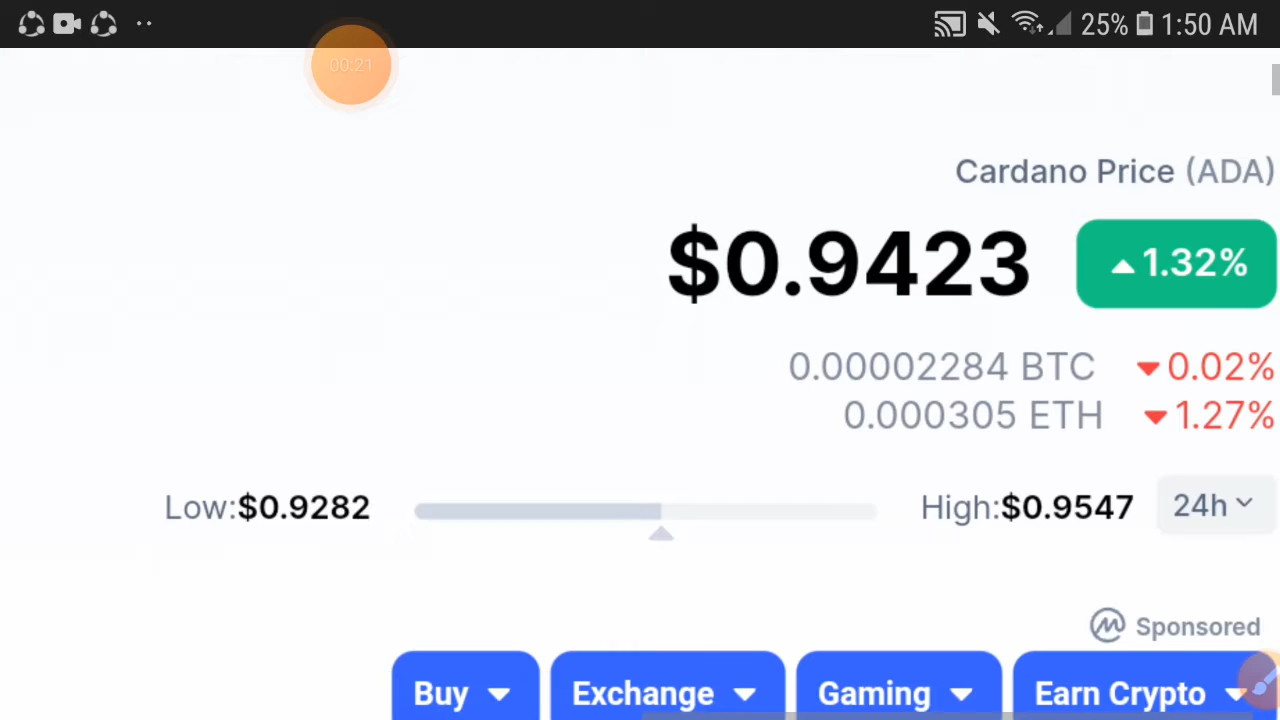 25% 1:50 AM
00:21
Cardano Price (ADA)
$0.9423 1.32%
0.00002284 BTC 0.02%
0.000305 ETH 1.27%
Low:$0.9282 High:$0.9547 24h
Sponsored
Buy Exchange Gaming Earn Crypto